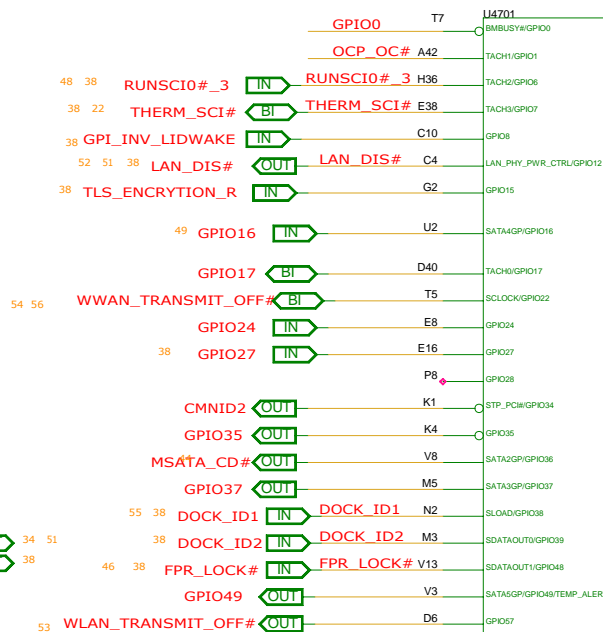 U4701
GPIO0 T7 BMBUSY#/GPIO0
OCP_OC# A42 TACH1/GPIO1
48 38 RUNSCI0#_3 IN RUNSCI0#_3 H36 TACH2/GPIO6
38 22 THERM_SCI# BI THERM_SCI# E38 TACH3/GPIO7
38 GPI_INV_LIDWAKE IN C10 GPIO8
52 51 38 LAN_DIS# OUT LAN_DIS# C4 LAN_PHY_PWR_CTRL/GPIO12
38 TLS_ENCRYTION_R IN G2 GPIO15
49 GPIO16 IN U2 SATA4GP/GPIO16
GPIO17 BI D40 TACH0/GPIO17
54 56 WWAN_TRANSMIT_OFF# BI T5 SCLOCK/GPIO22
GPIO24 IN E8 GPIO24
38 GPIO27 IN E16 GPIO27
P8 GPIO28
CMNID2 OUT K1 STP_PCI#/GPIO34
GPIO35 OUT K4 GPIO35
MSATA_CD# OUT V8 SATA2GP/GPIO36
GPIO37 OUT M5 SATA3GP/GPIO37
55 38 DOCK_ID1 IN DOCK_ID1 N2 SLOAD/GPIO38
34 51 38 DOCK_ID2 IN DOCK_ID2 M3 SDATAOUT0/GPIO39
38 46 38 FPR_LOCK# IN FPR_LOCK# V13 SDATAOUT1/GPIO48
GPIO49 OUT V3 SATA5GP/GPIO49/TEMP_ALER
53 WLAN_TRANSMIT_OFF# OUT D6 GPIO57